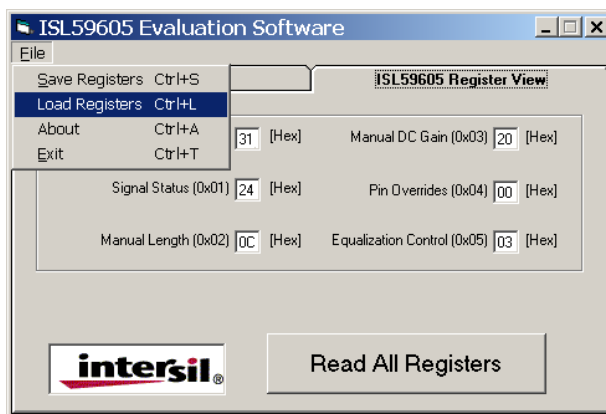 ISL59605 Evaluation Software
File
Save Registers Ctrl+S
Load Registers Ctrl+L
About Ctrl+A
Exit Ctrl+T
ISL59605 Register View
31 [Hex]
Manual DC Gain (0x03) 20 [Hex]
Signal Status (0x01) 24 [Hex]
Pin Overrides (0x04) 00 [Hex]
Manual Length (0x02) 0C [Hex]
Equalization Control (0x05) 03 [Hex]
intersil®
Read All Registers